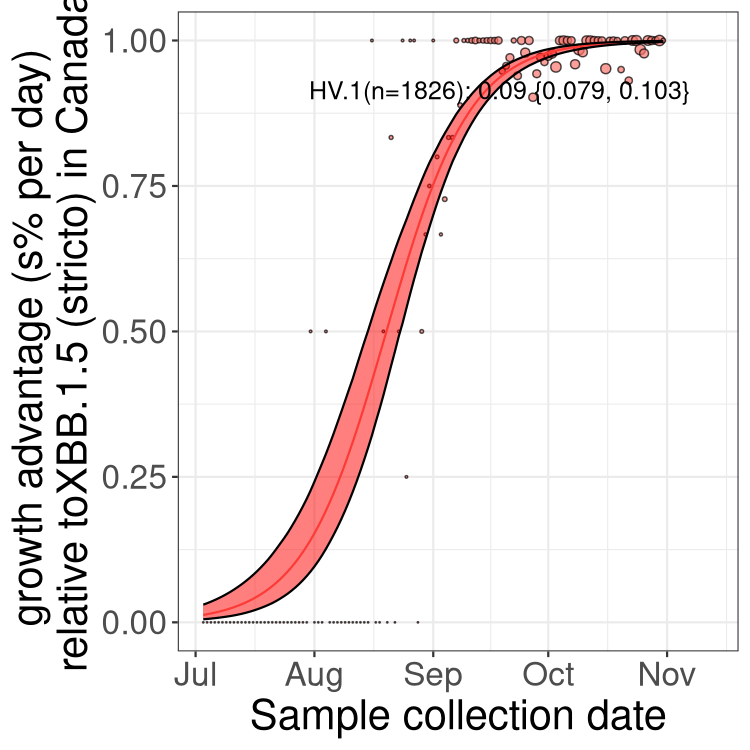 growth advantage (s% per day)
relative toXBB.1.5 (stricto) in Canada
1.00
0.75
0.50
0.25
0.00
HV.1(n=1826): 0.09 {0.079, 0.103}
Jul Aug Sep Oct Nov
Sample collection date